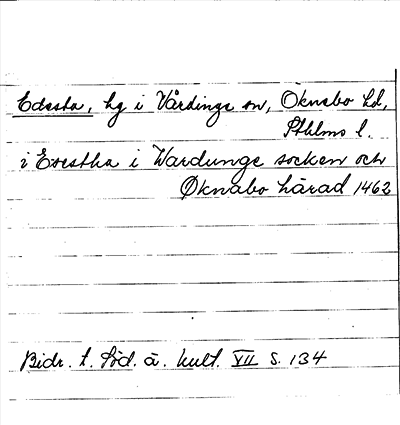 Edesta, hg i Vårdinge sn, Öknebo hd,
Sthlms l.
i Evestha i Wardunge socken och
Øknabo härad 1462
Bidr. t. Söd. ä. kult. VII s. 134